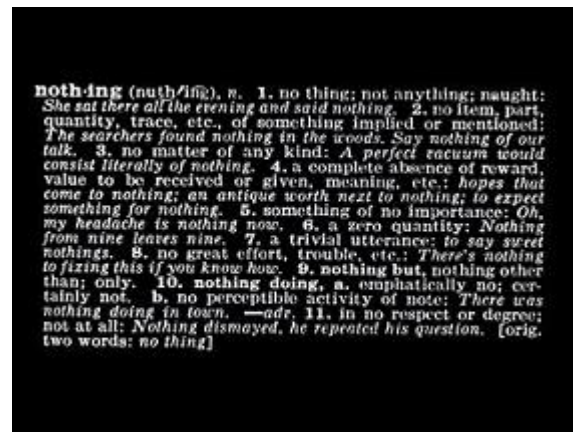 noth·ing (nuth′ing), n. 1. no thing; not anything; naught:
She sat there all the evening and said nothing. 2. no item, part,
quantity, trace, etc., of something implied or mentioned:
The searchers found nothing in the woods. Say nothing of our
talk. 3. no matter of any kind: A perfect vacuum would
consist literally of nothing. 4. a complete absence of reward,
value to be received or given, meaning, etc.: hopes that
come to nothing; an antique worth next to nothing; to expect
something for nothing. 5. something of no importance: Oh,
my headache is nothing now. 6. a zero quantity: Nothing
from nine leaves nine. 7. a trivial utterance: to say sweet
nothings. 8. no great effort, trouble, etc.: There's nothing
to fixing this if you know how. 9. nothing but, nothing other
than; only. 10. nothing doing, a. emphatically no; cer-
tainly not. b. no perceptible activity of note: There was
nothing doing in town. —adv. 11. in no respect or degree;
not at all: Nothing dismayed, he repeated his question. [orig.
two words: no thing]